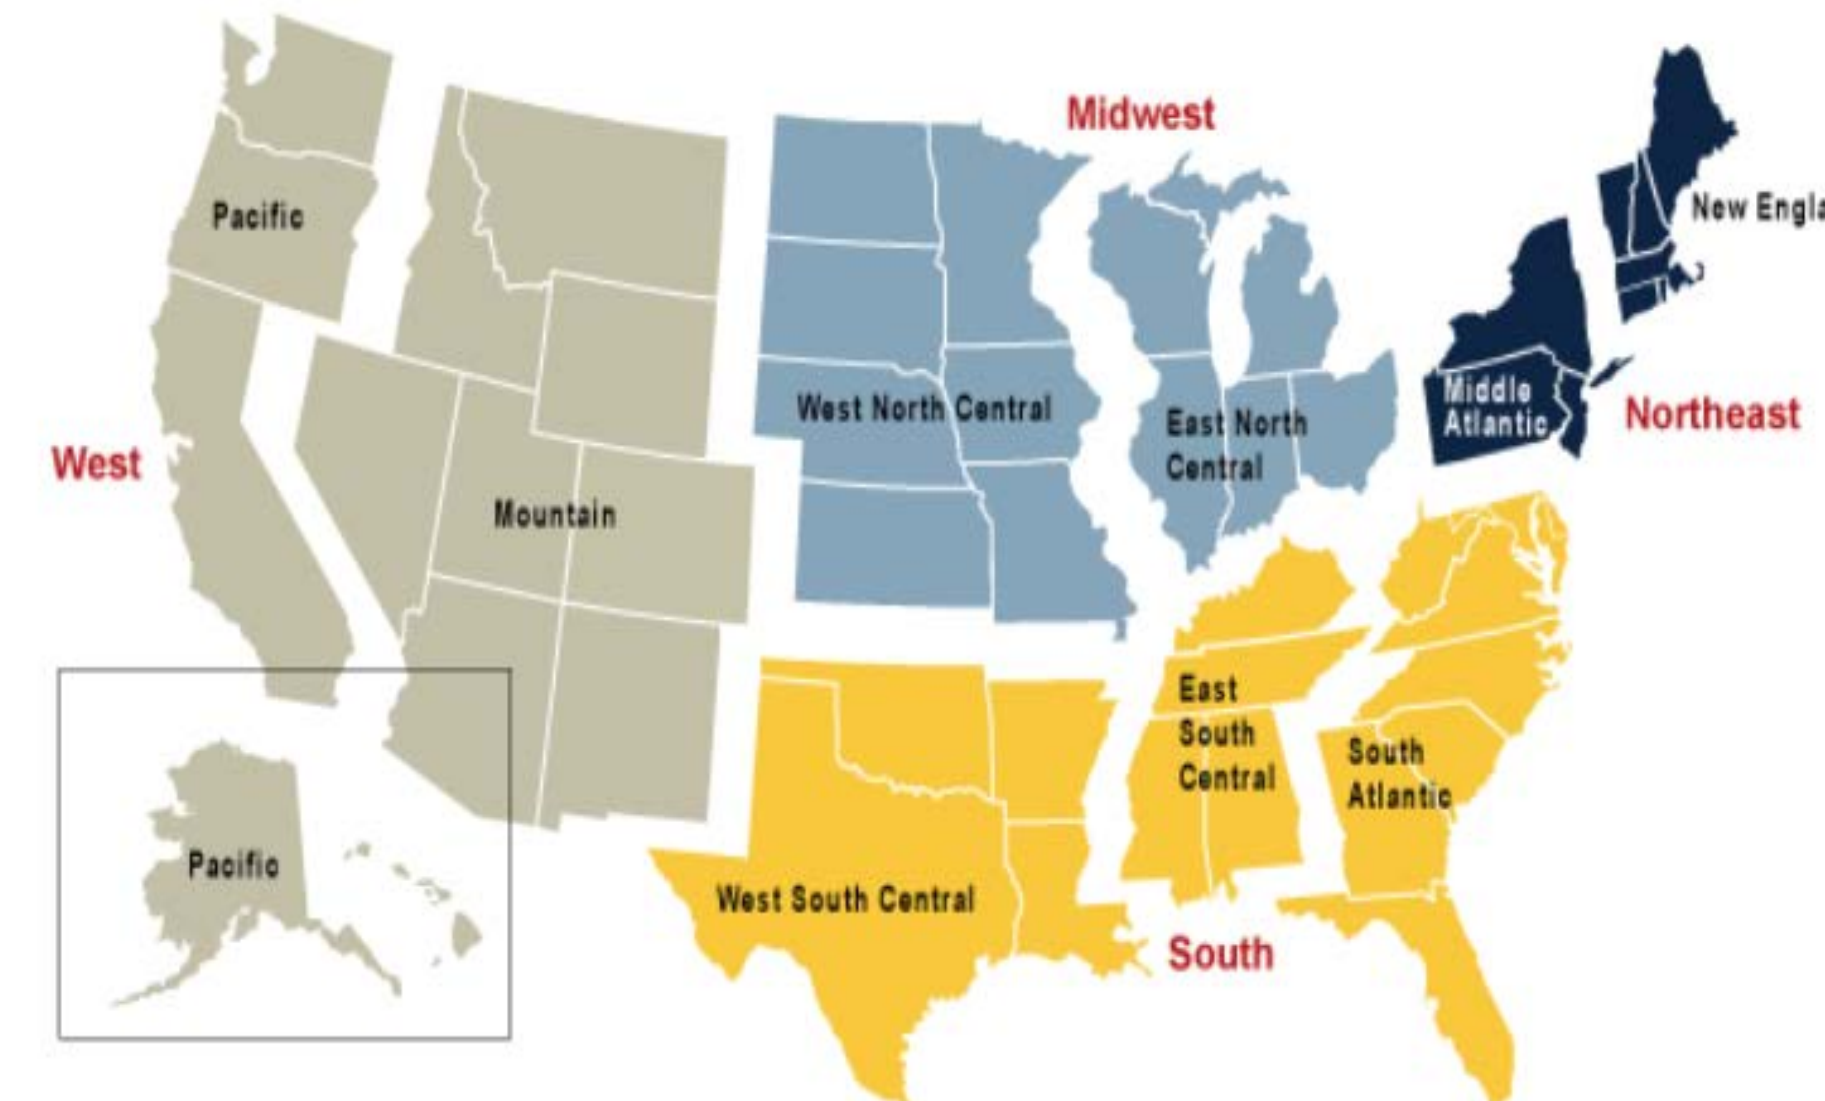 Midwest
Pacific
New Engla
West North Central
East North
Central
Middle
Atlantic
Northeast
West
Mountain
East
South
Central
South
Atlantic
Pacific
West South Central
South